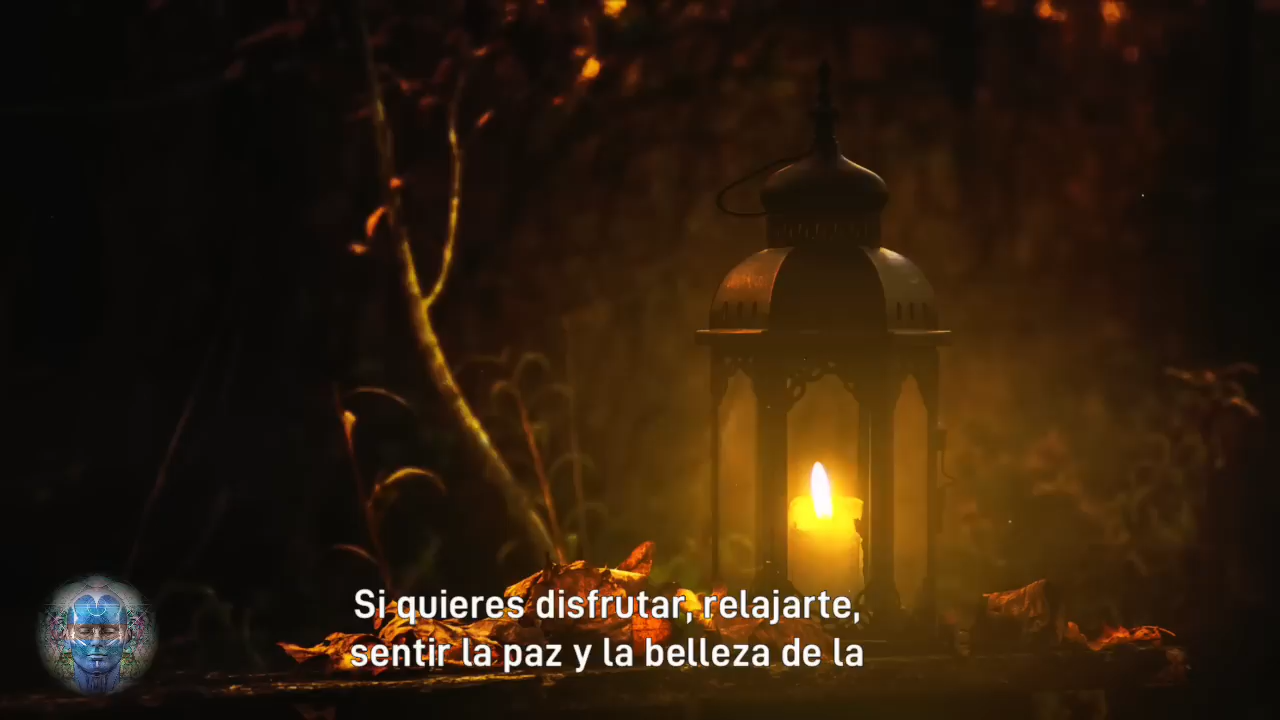 Si quieres disfrutar, relajarte,
sentir la paz y la belleza de la